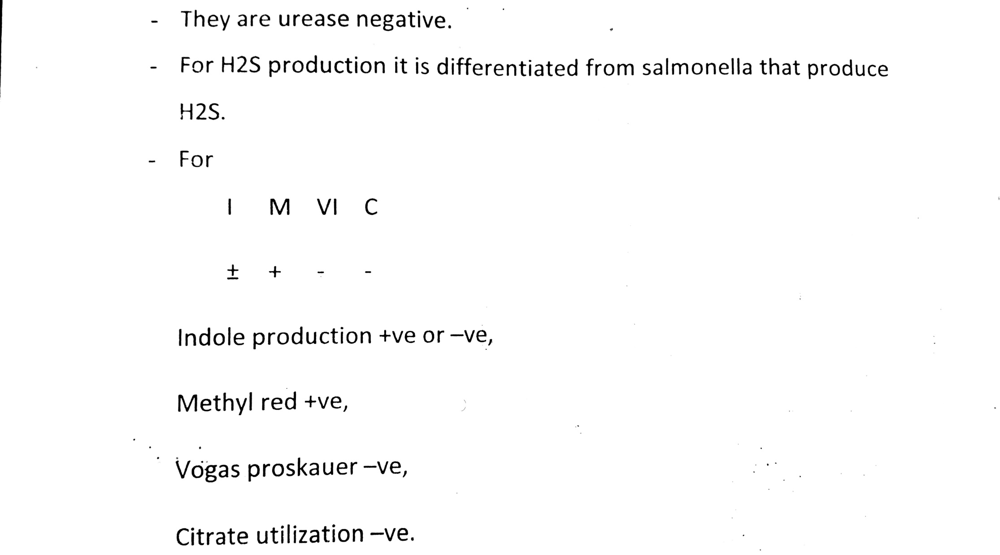 - They are urease negative.
- For H2S production it is differentiated from salmonella that produce
H2S.
- For
I M VI C
± + - -
Indole production +ve or –ve,
Methyl red +ve,
Vogas proskauer –ve,
Citrate utilization –ve.